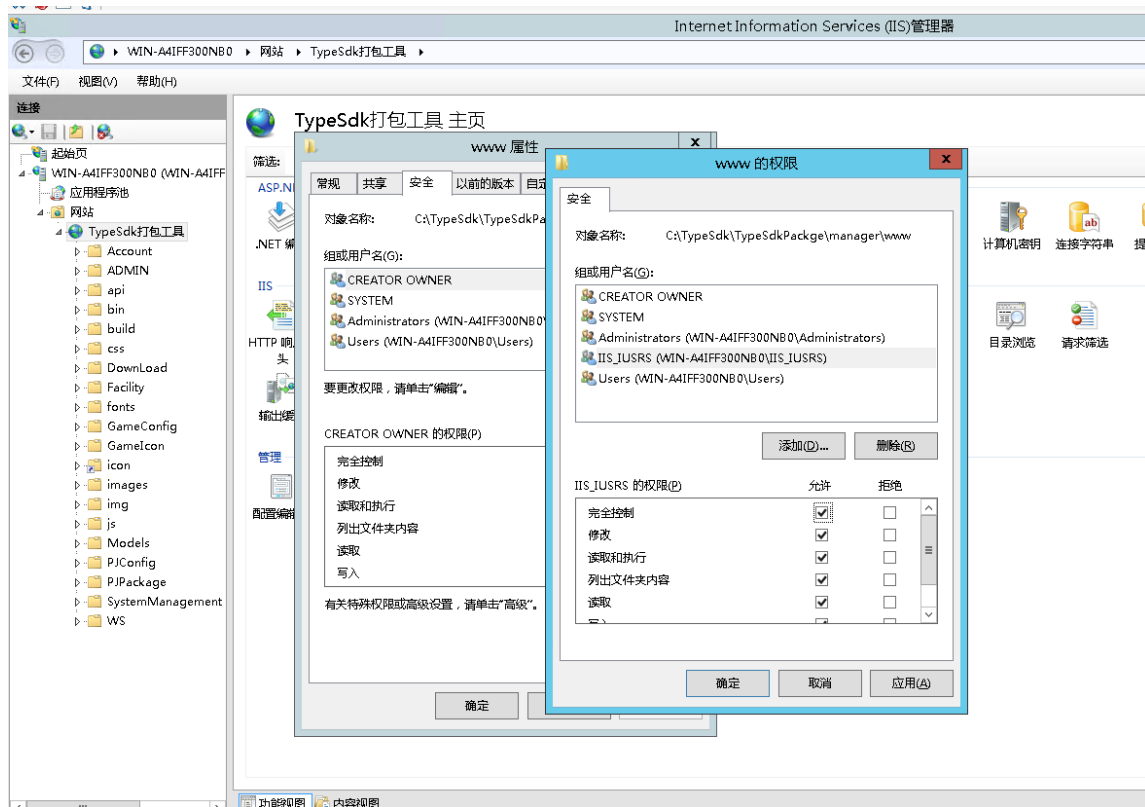 Internet Information Services (IIS)管理器
WIN-A4IFF300NB0 网站 TypeSdk打包工具
文件(F) 视图(V) 帮助(H)
连接
起始页
WIN-A4IFF300NB0 (WIN-A4IFF
应用程序池
网站
TypeSdk打包工具
Account
ADMIN
api
bin
build
css
DownLoad
Facility
fonts
GameConfig
GameIcon
icon
images
img
js
Models
PJConfig
PJPackage
SystemManagement
WS
TypeSdk打包工具 主页
筛选:
ASP.N
.NET 编
IIS
HTTP 响
头
输出缓
管理
配置编辑
计算机密钥 连接字符串 提
目录浏览 请求筛选
www 属性
x
常规 共享 安全 以前的版本 自定
对象名称: C:\TypeSdk\TypeSdkPa
组或用户名(G):
CREATOR OWNER
SYSTEM
Administrators (WIN-A4IFF300NB0\
Users (WIN-A4IFF300NB0\Users)
要更改权限，请单击"编辑"。
CREATOR OWNER 的权限(P)
完全控制
修改
读取和执行
列出文件夹内容
读取
写入
有关特殊权限或高级设置，请单击"高级"。
确定
www 的权限
x
安全
对象名称: C:\TypeSdk\TypeSdkPackge\manager\www
组或用户名(G):
CREATOR OWNER
SYSTEM
Administrators (WIN-A4IFF300NB0\Administrators)
IIS_IUSRS (WIN-A4IFF300NB0\IIS_IUSRS)
Users (WIN-A4IFF300NB0\Users)
添加(D)... 删除(R)
IIS_IUSRS 的权限(P) 允许 拒绝
完全控制
修改
读取和执行
列出文件夹内容
读取
写入
确定 取消 应用(A)
功能视图 内容视图